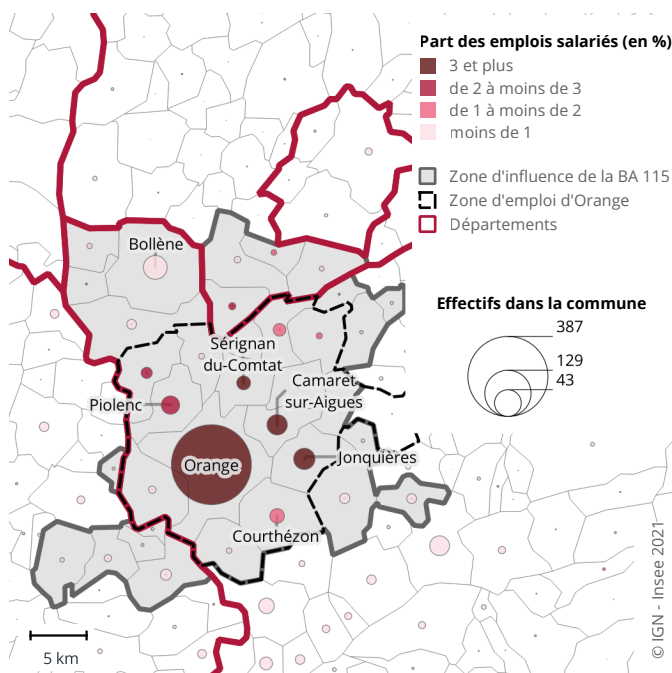 Part des emplois salariés (en %)
3 et plus
de 2 à moins de 3
de 1 à moins de 2
moins de 1
Zone d'influence de la BA 115
Zone d'emploi d'Orange
Départements
Effectifs dans la commune
387
129
43
Bollène
Sérignan
du-Comtat
Camaret
sur-Aigues
Piolenc
Orange
Jonquières
Courthézon
5 km
© IGN - Insee 2021